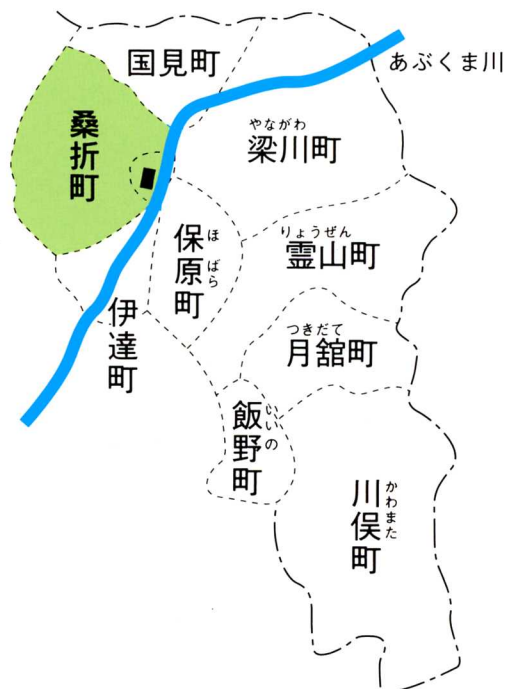 国見町
あぶくま川
桑折町
やながわ
梁川町
ほばら
保原町
りょうぜん
霊山町
伊達町
つきだて
月舘町
いいの
飯野町
かわまた
川俣町